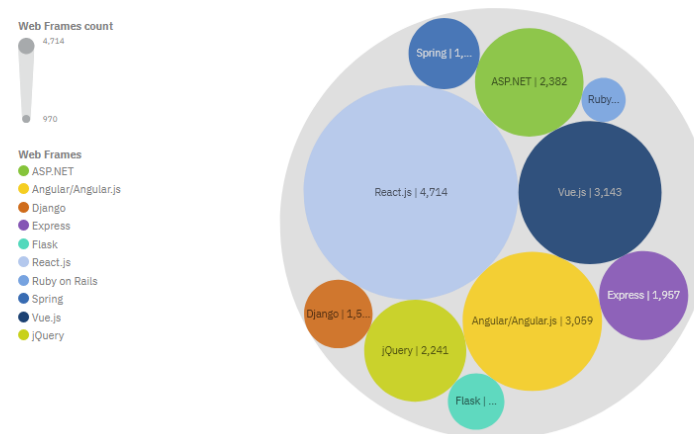 Web Frames count
4,714
970
Web Frames
ASP.NET
Angular/Angular.js
Django
Express
Flask
React.js
Ruby on Rails
Spring
Vue.js
jQuery
Spring | 1,...
ASP.NET | 2,382
Ruby...
React.js | 4,714
Vue.js | 3,143
Express | 1,957
Django | 1,5...
Angular/Angular.js | 3,059
jQuery | 2,241
Flask | ...